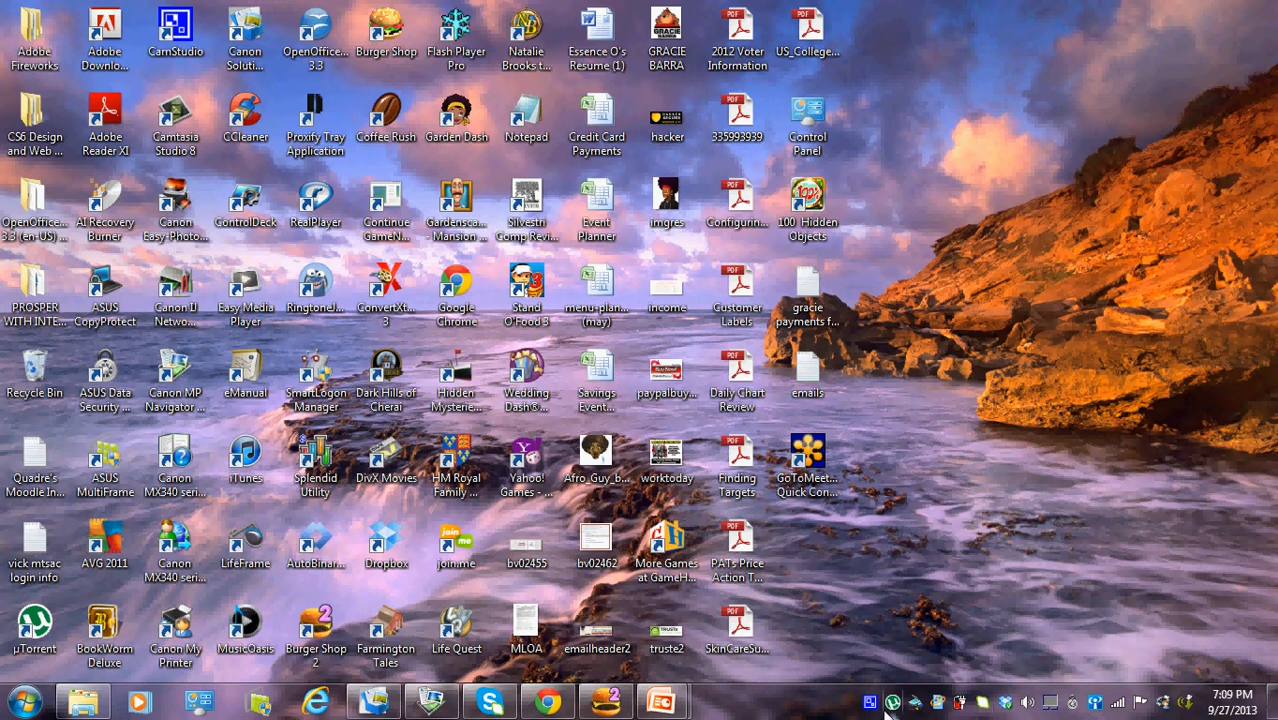 Adobe
Fireworks
Adobe
Downlo...
CamStudio
Canon
Soluti...
OpenOffice...
3.3
Burger Shop
Flash Player
Pro
Natalie
Brooks t...
Essence O's
Resume (1)
GRACIE
BARRA
2012 Voter
Information
US_College...
CS6 Design
and Web ...
Adobe
Reader XI
Camtasia
Studio 8
CCleaner
Proxify Tray
Application
Coffee Rush
Garden Dash
Notepad
Credit Card
Payments
hacker
335993939
Control
Panel
OpenOffice...
3.3 (en-US) ...
AI Recovery
Burner
Canon
Easy-Photo...
ControlDeck
RealPlayer
Continue
GameN...
Gardensca...
- Mansion ...
Silvestri
Comp Revi...
Event
Planner
imgres
Configurin...
100 Hidden
Objects
PROSPER
WITH INTE...
ASUS
CopyProtect
Canon IJ
Netwo...
Easy Media
Player
Ringtone...
ConvertXt...
3
Google
Chrome
Stand
O'Food 3
menu-plan...
(may)
income
Customer
Labels
gracie
payments f...
Recycle Bin
ASUS Data
Security ...
Canon MP
Navigator ...
eManual
SmartLogon
Manager
Dark Hills of
Cherai
Hidden
Mysterie...
Wedding
Dash®...
Savings
Event...
paypalbuy...
Daily Chart
Review
emails
Quadre's
Moodle In...
ASUS
MultiFrame
Canon
MX340 seri...
iTunes
Splendid
Utility
DivX Movies
HM Royal
Family ...
Yahoo!
Games - ...
Afro_Guy_b...
worktoday
Finding
Targets
GoToMeet...
Quick Con...
vick mtsac
login info
AVG 2011
Canon
MX340 seri...
LifeFrame
AutoBinar...
Dropbox
join.me
bv02455
bv02462
More Games
at GameH...
PATs Price
Action T...
µTorrent
BookWorm
Deluxe
Canon My
Printer
MusicOasis
Burger Shop
2
Farmington
Tales
Life Quest
MLOA
emailheader2
truste2
SkinCareSu...
7:09 PM
9/27/2013